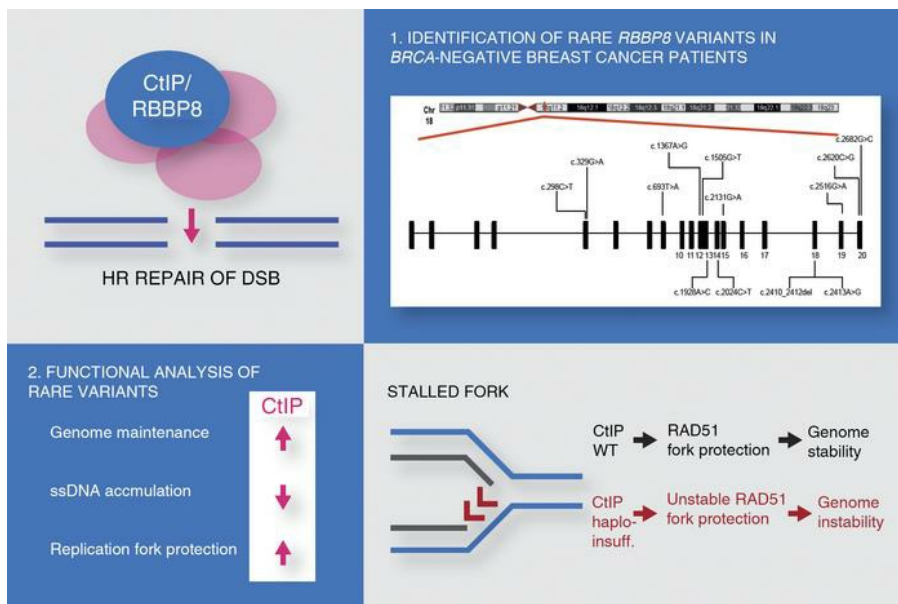 CtIP/
RBBP8
HR REPAIR OF DSB
1. IDENTIFICATION OF RARE RBBP8 VARIANTS IN
BRCA-NEGATIVE BREAST CANCER PATIENTS
Chr
18
c.2682G>C
c.1367A>G
c.2620C>G
c.329G>A
c.1505G>T
c.298C>T
c.693T>A
c.2516G>A
c.2131G>A
10 11 12 13 14 15 16 17 18 19 20
c.1928A>C
c.2024C>T
c.2410_2412del
c.2413A>G
2. FUNCTIONAL ANALYSIS OF
RARE VARIANTS
CtIP
Genome maintenance
ssDNA accmulation
Replication fork protection
STALLED FORK
CtIP
WT
RAD51
fork protection
Genome
stability
CtIP
haplo-
insuff.
Unstable RAD51
fork protection
Genome
instability